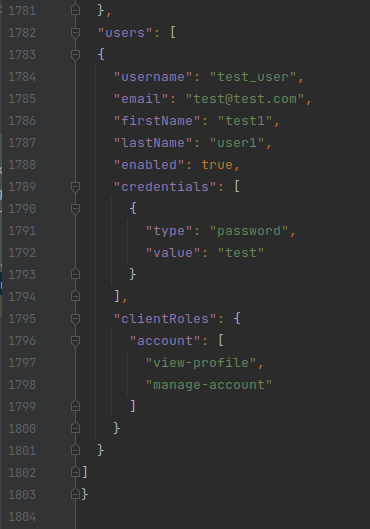 1781 },
1782 "users": [
1783 {
1784 "username": "test_user",
1785 "email": "test@test.com",
1786 "firstName": "test1",
1787 "lastName": "user1",
1788 "enabled": true,
1789 "credentials": [
1790 {
1791 "type": "password",
1792 "value": "test"
1793 }
1794 ],
1795 "clientRoles": {
1796 "account": [
1797 "view-profile",
1798 "manage-account"
1799 ]
1800 }
1801 }
1802 ]
1803 }
1804